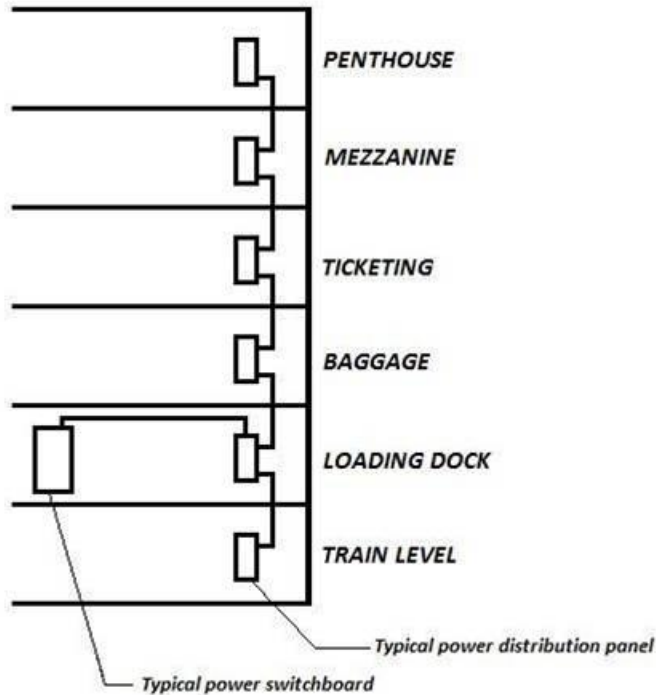 PENTHOUSE
MEZZANINE
TICKETING
BAGGAGE
LOADING DOCK
TRAIN LEVEL
Typical power distribution panel
Typical power switchboard